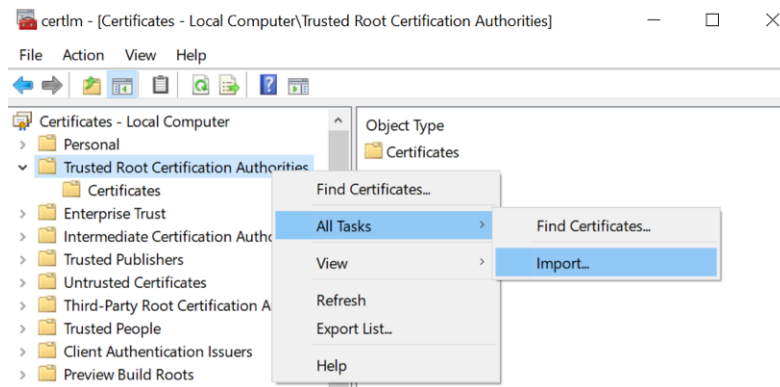 certlm - [Certificates - Local Computer\Trusted Root Certification Authorities]
File Action View Help
Certificates - Local Computer
Personal
Trusted Root Certification Authorities
Certificates
Enterprise Trust
Intermediate Certification Autho
Trusted Publishers
Untrusted Certificates
Third-Party Root Certification A
Trusted People
Client Authentication Issuers
Preview Build Roots
Object Type
Certificates
Find Certificates...
All Tasks
View
Refresh
Export List...
Help
Find Certificates...
Import...